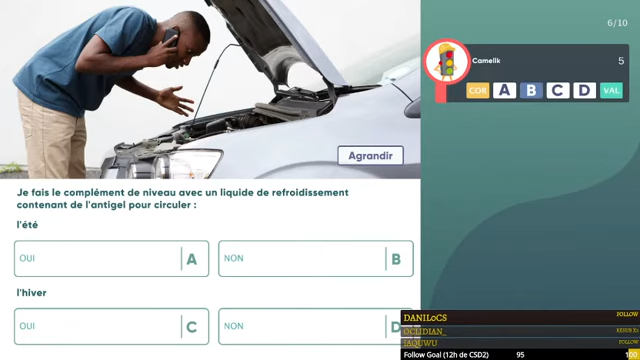 6/10
Camelik 5
COR A B C D VAL
Agrandir
Je fais le complément de niveau avec un liquide de refroidissement
contenant de l'antigel pour circuler :
l'été
OUI A NON B
l'hiver
OUI C NON D
DANILoCS FOLLOW
OCLIDIAN_
IAQUWU FOLLOW
Follow Goal (12h de CSD2) 95 100